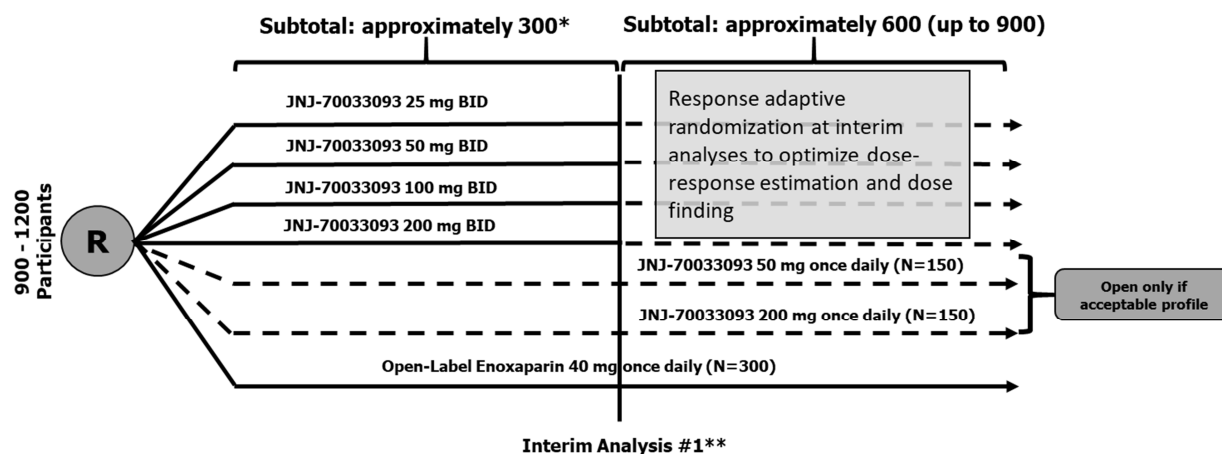 Subtotal: approximately 300*
Subtotal: approximately 600 (up to 900)
JNJ-70033093 25 mg BID
JNJ-70033093 50 mg BID
JNJ-70033093 100 mg BID
JNJ-70033093 200 mg BID
Response adaptive
randomization at interim
analyses to optimize dose-
response estimation and dose
finding
900 - 1200
Participants
R
JNJ-70033093 50 mg once daily (N=150)
JNJ-70033093 200 mg once daily (N=150)
Open only if
acceptable profile
Open-Label Enoxaparin 40 mg once daily (N=300)
Interim Analysis #1**